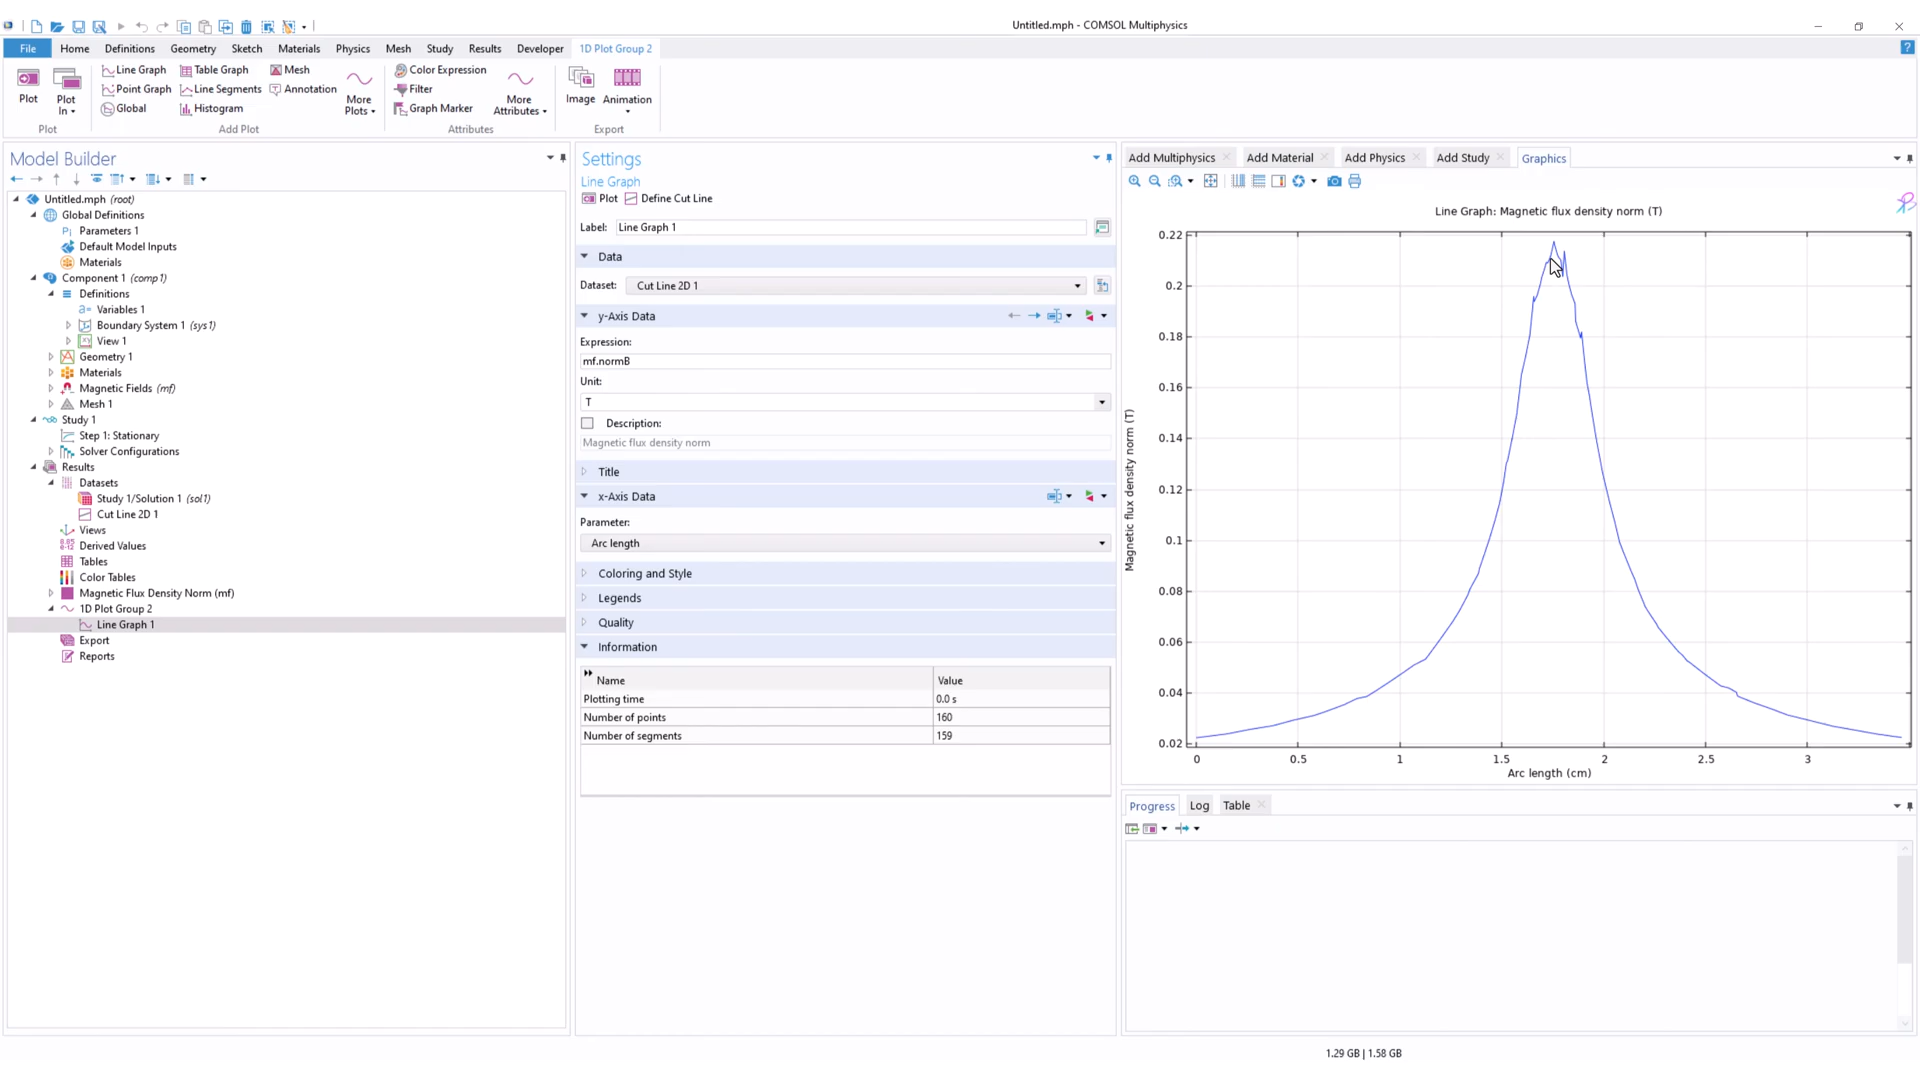 Untitled.mph - COMSOL Multiphysics
File
Home
Definitions
Geometry
Sketch
Materials
Physics
Mesh
Study
Results
Developer
1D Plot Group 2
Plot
Plot In
Line Graph
Point Graph
Global
Table Graph
Line Segments
Histogram
Mesh
Annotation
More Plots
Color Expression
Filter
Graph Marker
More Attributes
Image
Animation
Plot
Add Plot
Attributes
Export
Model Builder
Untitled.mph (root)
Global Definitions
Parameters 1
Default Model Inputs
Materials
Component 1 (comp1)
Definitions
Variables 1
Boundary System 1 (sys1)
View 1
Geometry 1
Materials
Magnetic Fields (mf)
Mesh 1
Study 1
Step 1: Stationary
Solver Configurations
Results
Datasets
Study 1/Solution 1 (sol1)
Cut Line 2D 1
Views
Derived Values
Tables
Color Tables
Magnetic Flux Density Norm (mf)
1D Plot Group 2
Line Graph 1
Export
Reports
Settings
Line Graph
Plot
Define Cut Line
Label: Line Graph 1
Data
Dataset: Cut Line 2D 1
y-Axis Data
Expression:
mf.normB
Unit:
T
Description:
Magnetic flux density norm
Title
x-Axis Data
Parameter:
Arc length
Coloring and Style
Legends
Quality
Information
Name Value
Plotting time 0.0 s
Number of points 160
Number of segments 159
Add Multiphysics
Add Material
Add Physics
Add Study
Graphics
Line Graph: Magnetic flux density norm (T)
Magnetic flux density norm (T)
0.22
0.2
0.18
0.16
0.14
0.12
0.1
0.08
0.06
0.04
0.02
0 0.5 1 1.5 2 2.5 3
Arc length (cm)
Progress
Log
Table
1.29 GB | 1.58 GB